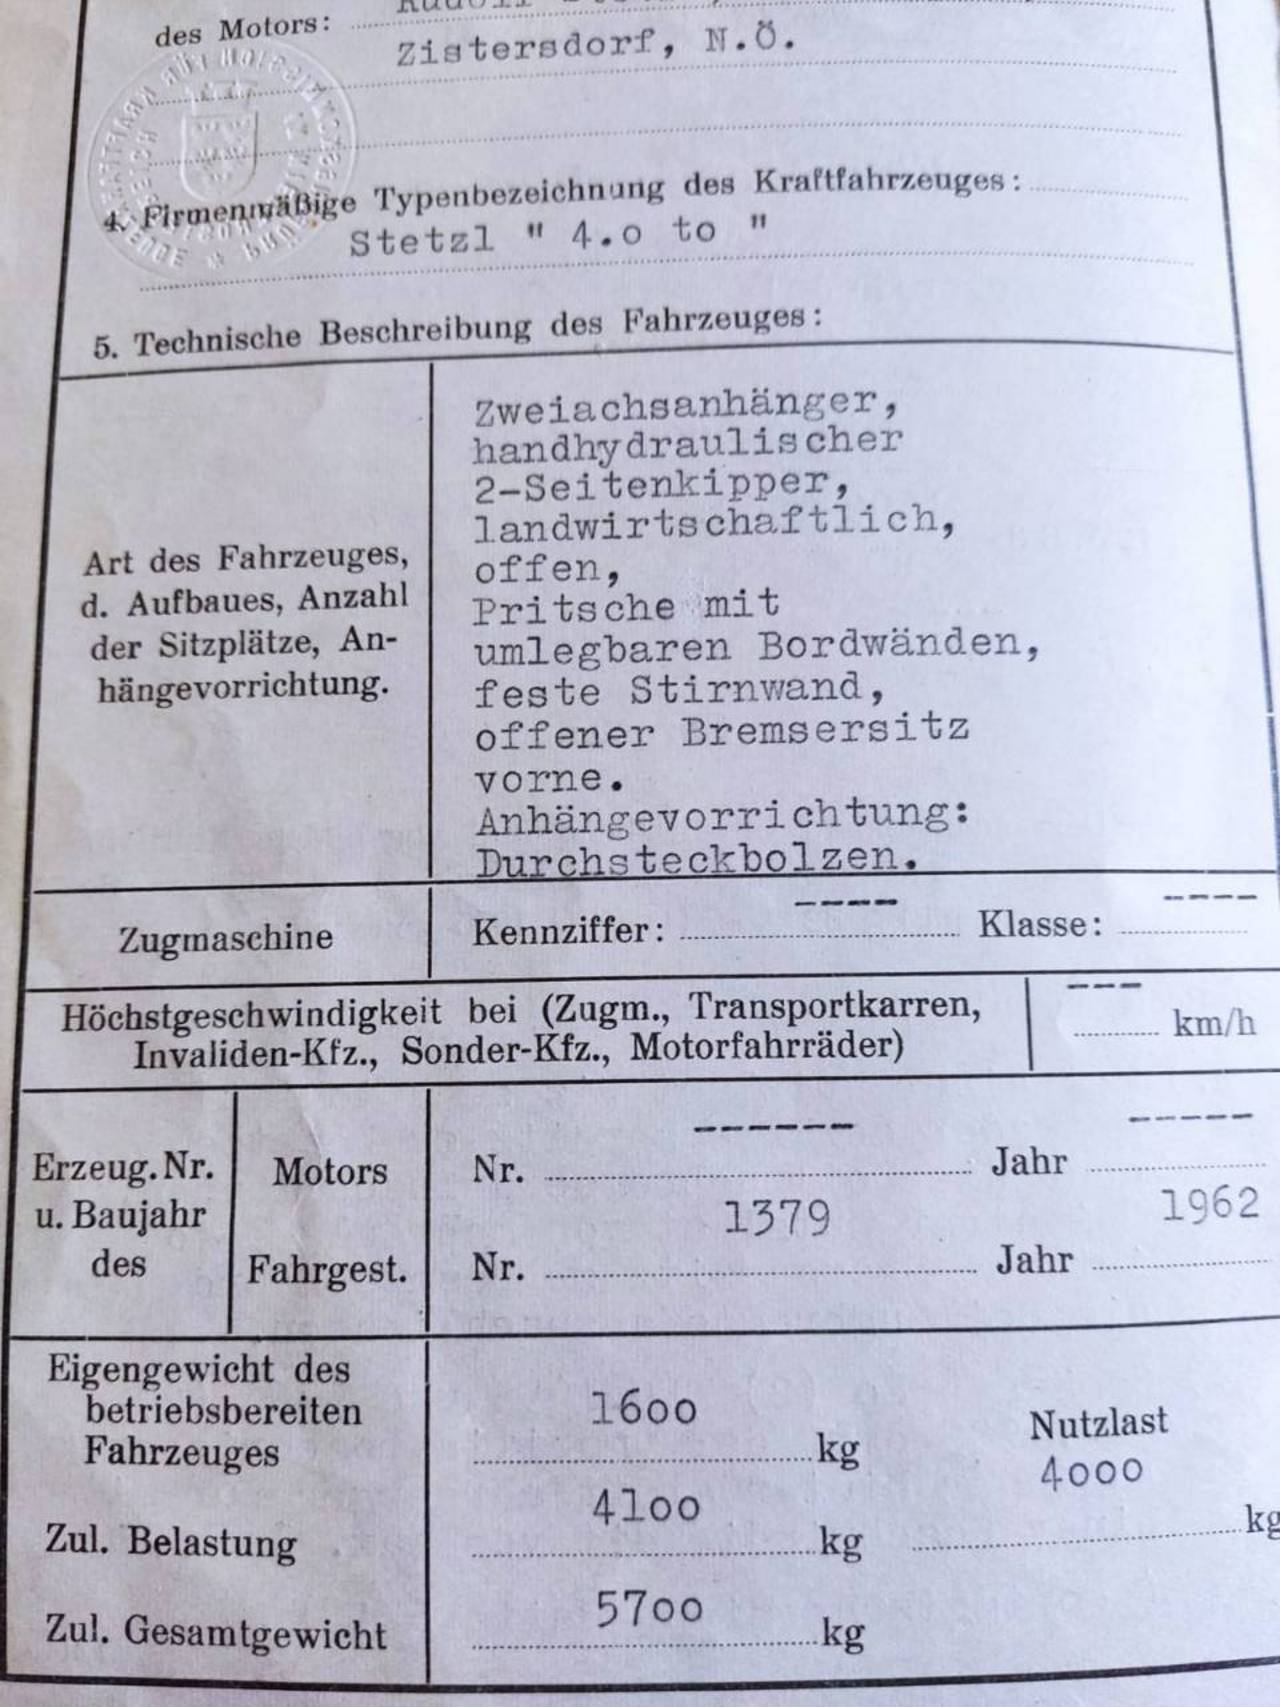 des Motors:
Zistersdorf, N.Ö.
4. Firmenmäßige Typenbezeichnung des Kraftfahrzeuges:
Stetzl " 4.o to "
5. Technische Beschreibung des Fahrzeuges:
Art des Fahrzeuges,
d. Aufbaues, Anzahl
der Sitzplätze, An-
hängevorrichtung.
Zweiachsanhänger,
handhydraulischer
2-Seitenkipper,
landwirtschaftlich,
offen,
Pritsche mit
umlegbaren Bordwänden,
feste Stirnwand,
offener Bremsersitz
vorne.
Anhängevorrichtung:
Durchsteckbolzen.
Zugmaschine Kennziffer: ---- Klasse: ----
Höchstgeschwindigkeit bei (Zugm., Transportkarren,
Invaliden-Kfz., Sonder-Kfz., Motorfahrräder) --- km/h
Erzeug. Nr.
u. Baujahr
des
Motors Nr. ------ Jahr -----
Fahrgest. Nr. 1379 Jahr 1962
Eigengewicht des
betriebsbereiten
Fahrzeuges 16oo kg
Nutzlast
4ooo kg
Zul. Belastung 41oo kg
Zul. Gesamtgewicht 57oo kg